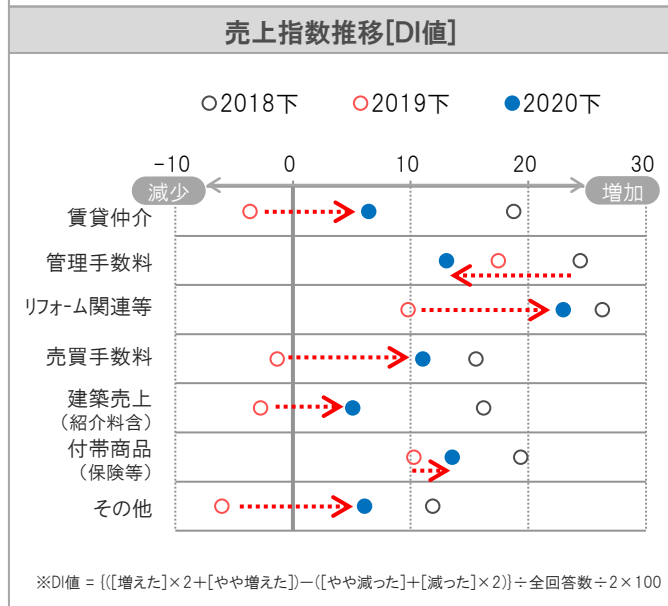 売上指数推移[DI値]
○2018下 ○2019下 ●2020下
-10 0 10 20 30
減少 増加
賃貸仲介
管理手数料
リフォーム関連等
売買手数料
建築売上
（紹介料含）
付帯商品
（保険等）
その他
※DI値 = {([増えた]×2+[やや増えた])－([やや減った]+[減った]×2)}÷全回答数÷2×100